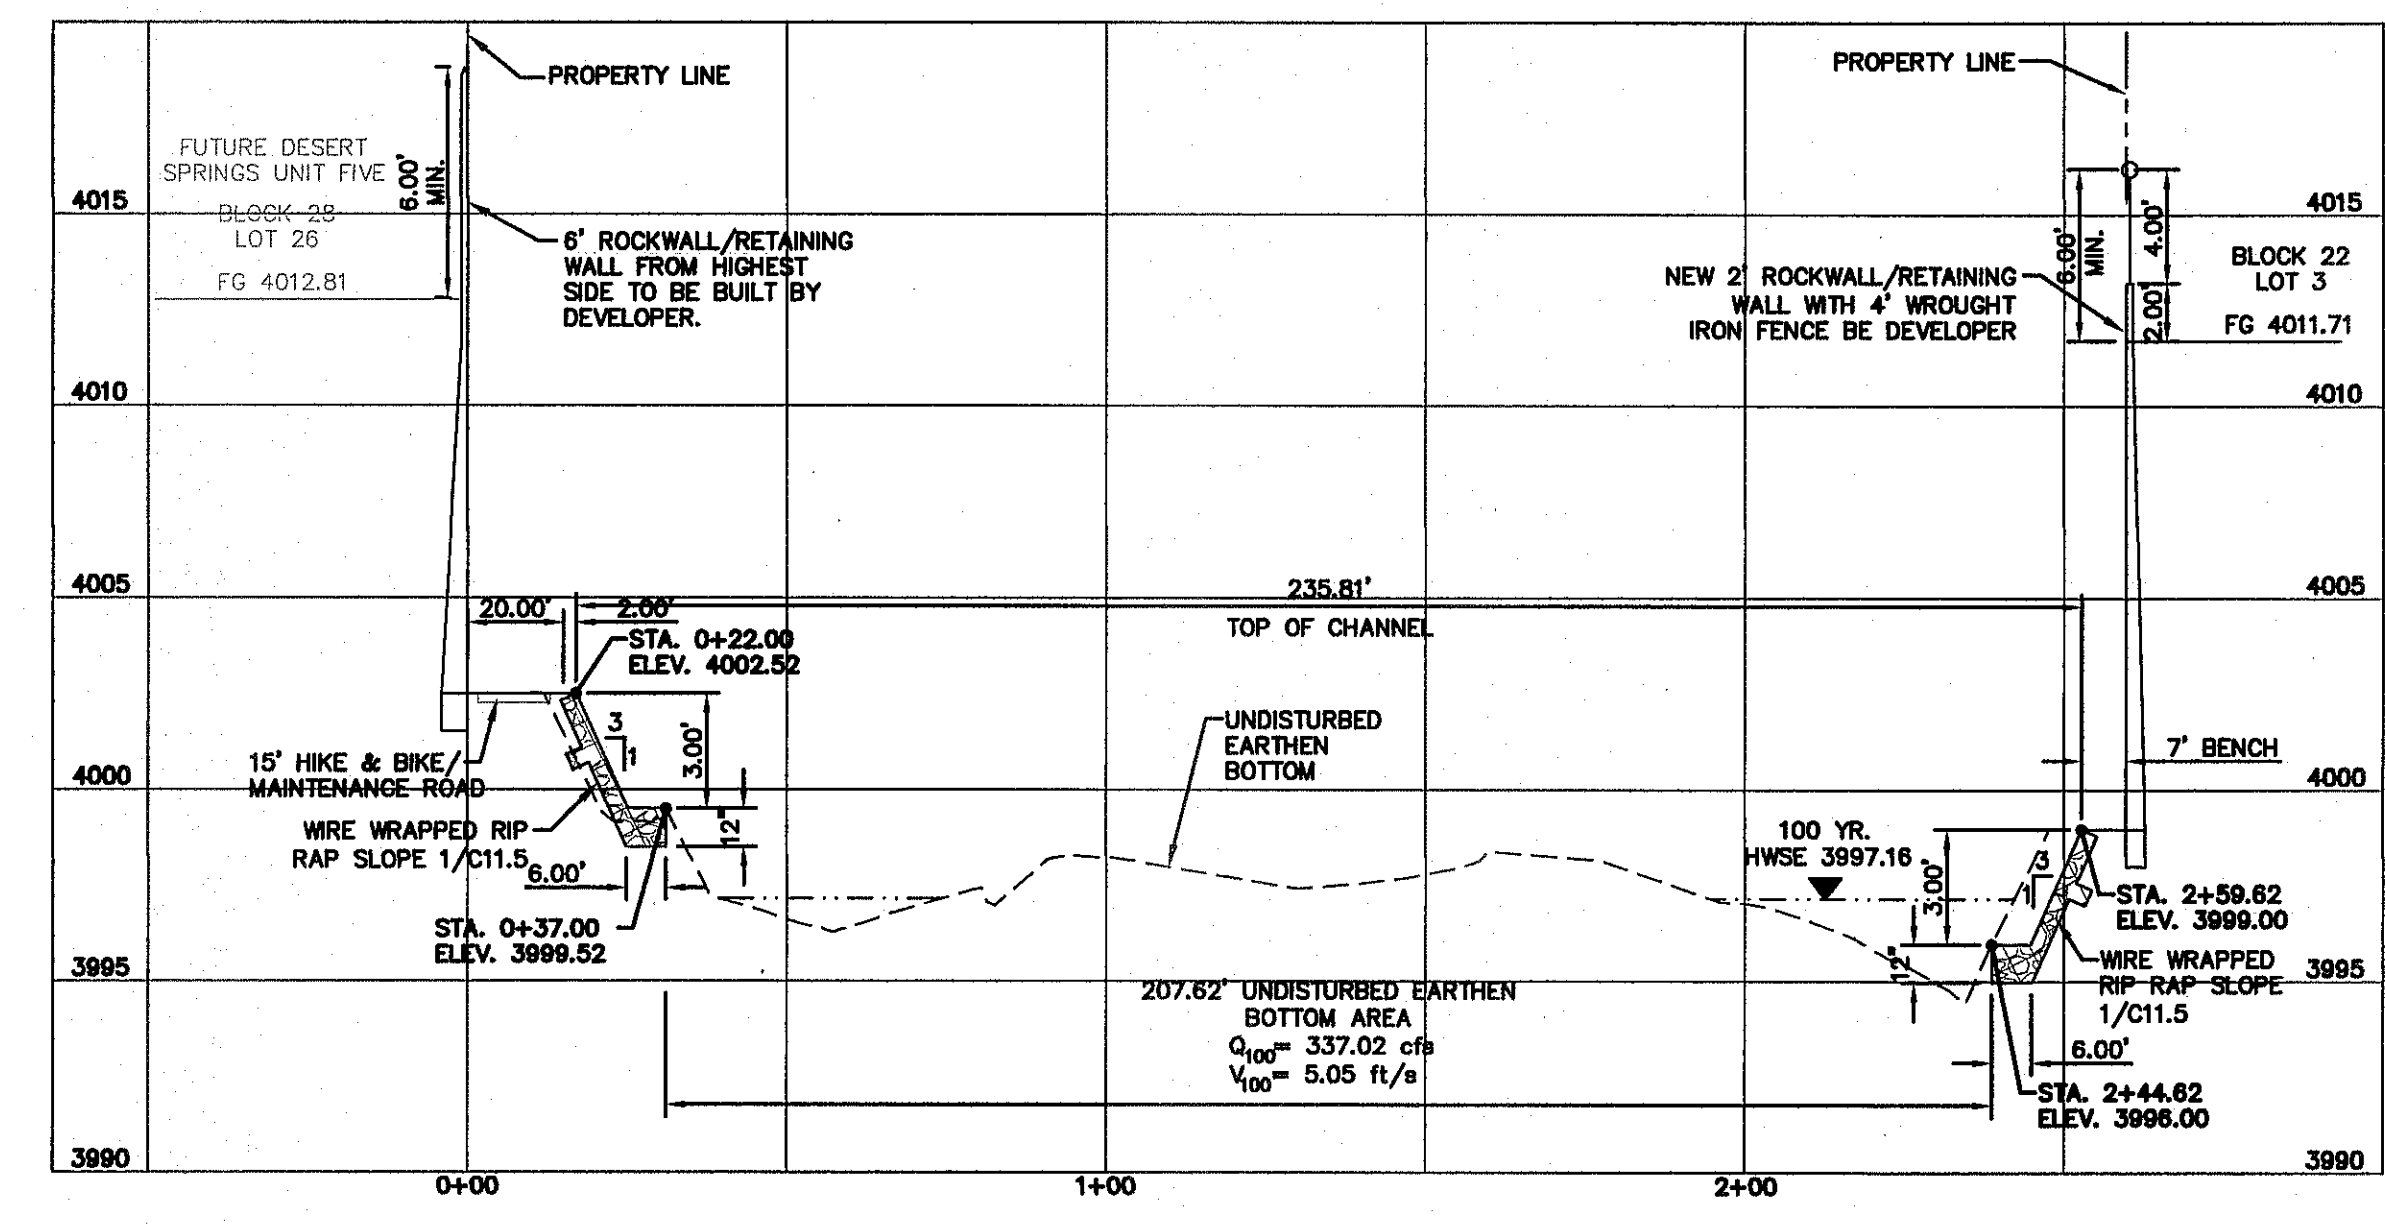 PROPERTY LINE
PROPERTY LINE
FUTURE DESERT
SPRINGS UNIT FIVE
BLOCK 28
LOT 26
FG 4012.81
6.00'
MIN.
6' ROCKWALL/RETAINING
WALL FROM HIGHEST
SIDE TO BE BUILT BY
DEVELOPER.
NEW 2' ROCKWALL/RETAINING
WALL WITH 4' WROUGHT
IRON FENCE BE DEVELOPER
6.00'
MIN.
4.00'
2.00'
BLOCK 22
LOT 3
FG 4011.71
4015
4015
4010
4010
4005
4005
4000
4000
3995
3995
3990
3990
20.00'
2.00'
STA. 0+22.00
ELEV. 4002.52
235.81'
TOP OF CHANNEL
3
1
3.00'
12"
15' HIKE & BIKE/
MAINTENANCE ROAD
WIRE WRAPPED RIP
RAP SLOPE 1/C11.5
6.00'
STA. 0+37.00
ELEV. 3999.52
UNDISTURBED
EARTHEN
BOTTOM
7' BENCH
100 YR.
HWSE 3997.16
3.00'
3
1
12"
STA. 2+59.62
ELEV. 3999.00
WIRE WRAPPED
RIP RAP SLOPE
1/C11.5
6.00'
STA. 2+44.62
ELEV. 3996.00
207.62' UNDISTURBED EARTHEN
BOTTOM AREA
Q100= 337.02 cfs
V100= 5.05 ft/s
0+00
1+00
2+00